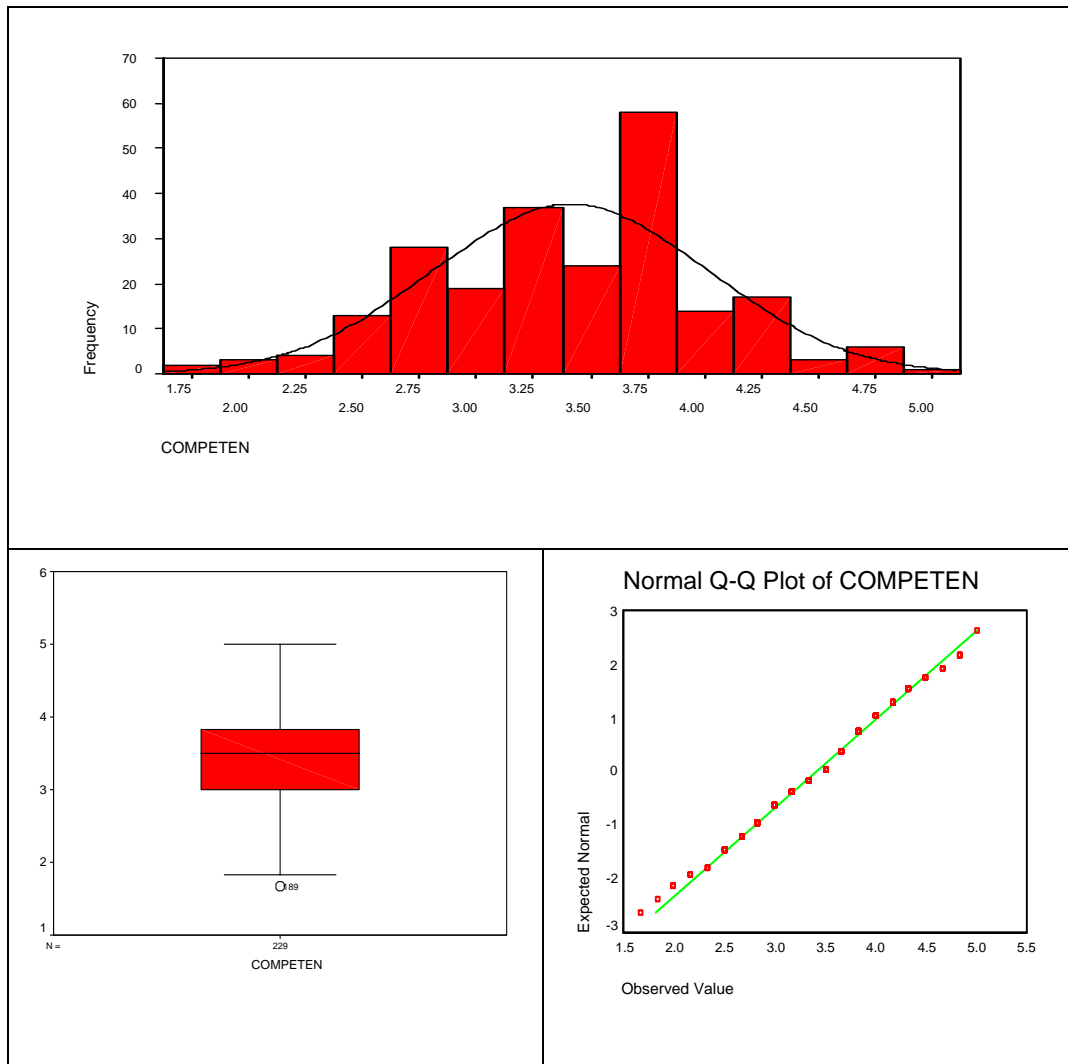 70
60
50
40
30
20
10
0
Frequency
1.75 2.25 2.75 3.25 3.75 4.25 4.75
2.00 2.50 3.00 3.50 4.00 4.50 5.00
COMPETEN
6
5
4
3
2
1
189
N =
229
COMPETEN
Normal Q-Q Plot of COMPETEN
3
2
1
0
-1
-2
-3
Expected Normal
1.5 2.0 2.5 3.0 3.5 4.0 4.5 5.0 5.5
Observed Value